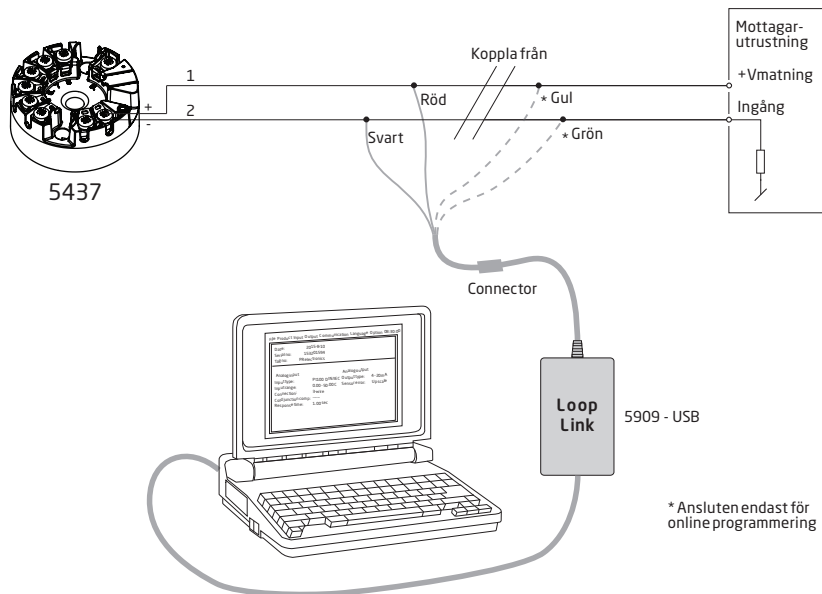 Mottagar-
utrustning
Koppla från
+Vmatning
1
Röd
* Gul
+
2
Ingång
-
Svart
* Grön
5437
Connector
Loop
Link
5909 - USB
* Ansluten endast för
online programmering